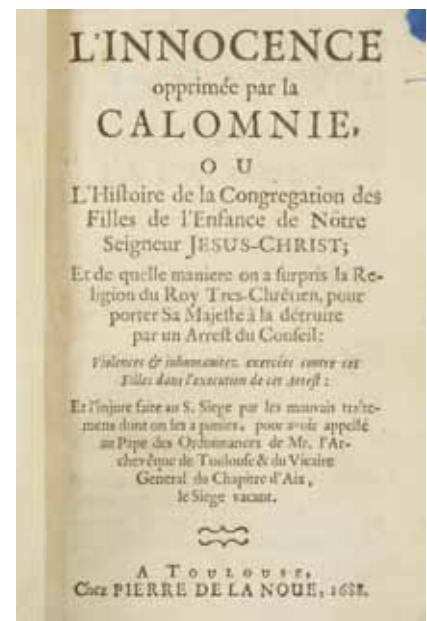 L'INNOCENCE
opprimée par la
CALOMNIE,
OU
L'Histoire de la Congregation des
Filles de l'Enfance de Nôtre
Seigneur JESUS-CHRIST;
Et de quelle maniere on a surpris la Re-
ligion du Roy Tres-Chrêtien, pour
porter Sa Majesté à la détruire
par un Arrest du Conseil:
Violences & inhumanitez exercées contre ces
Filles dans l'execution de cet Arrest:
Et l'injure faite au S. Siege par les mauvais traite-
mens dont on les a punies, pour avoir appellé
au Pape des Ordonnances de Mr. l'Ar-
chevêque de Toulouse & du Vicaire
General du Chapitre d'Aix,
le Siege vacant.
A TOULOUSE,
Chez PIERRE DE LA NOUE, 1688.